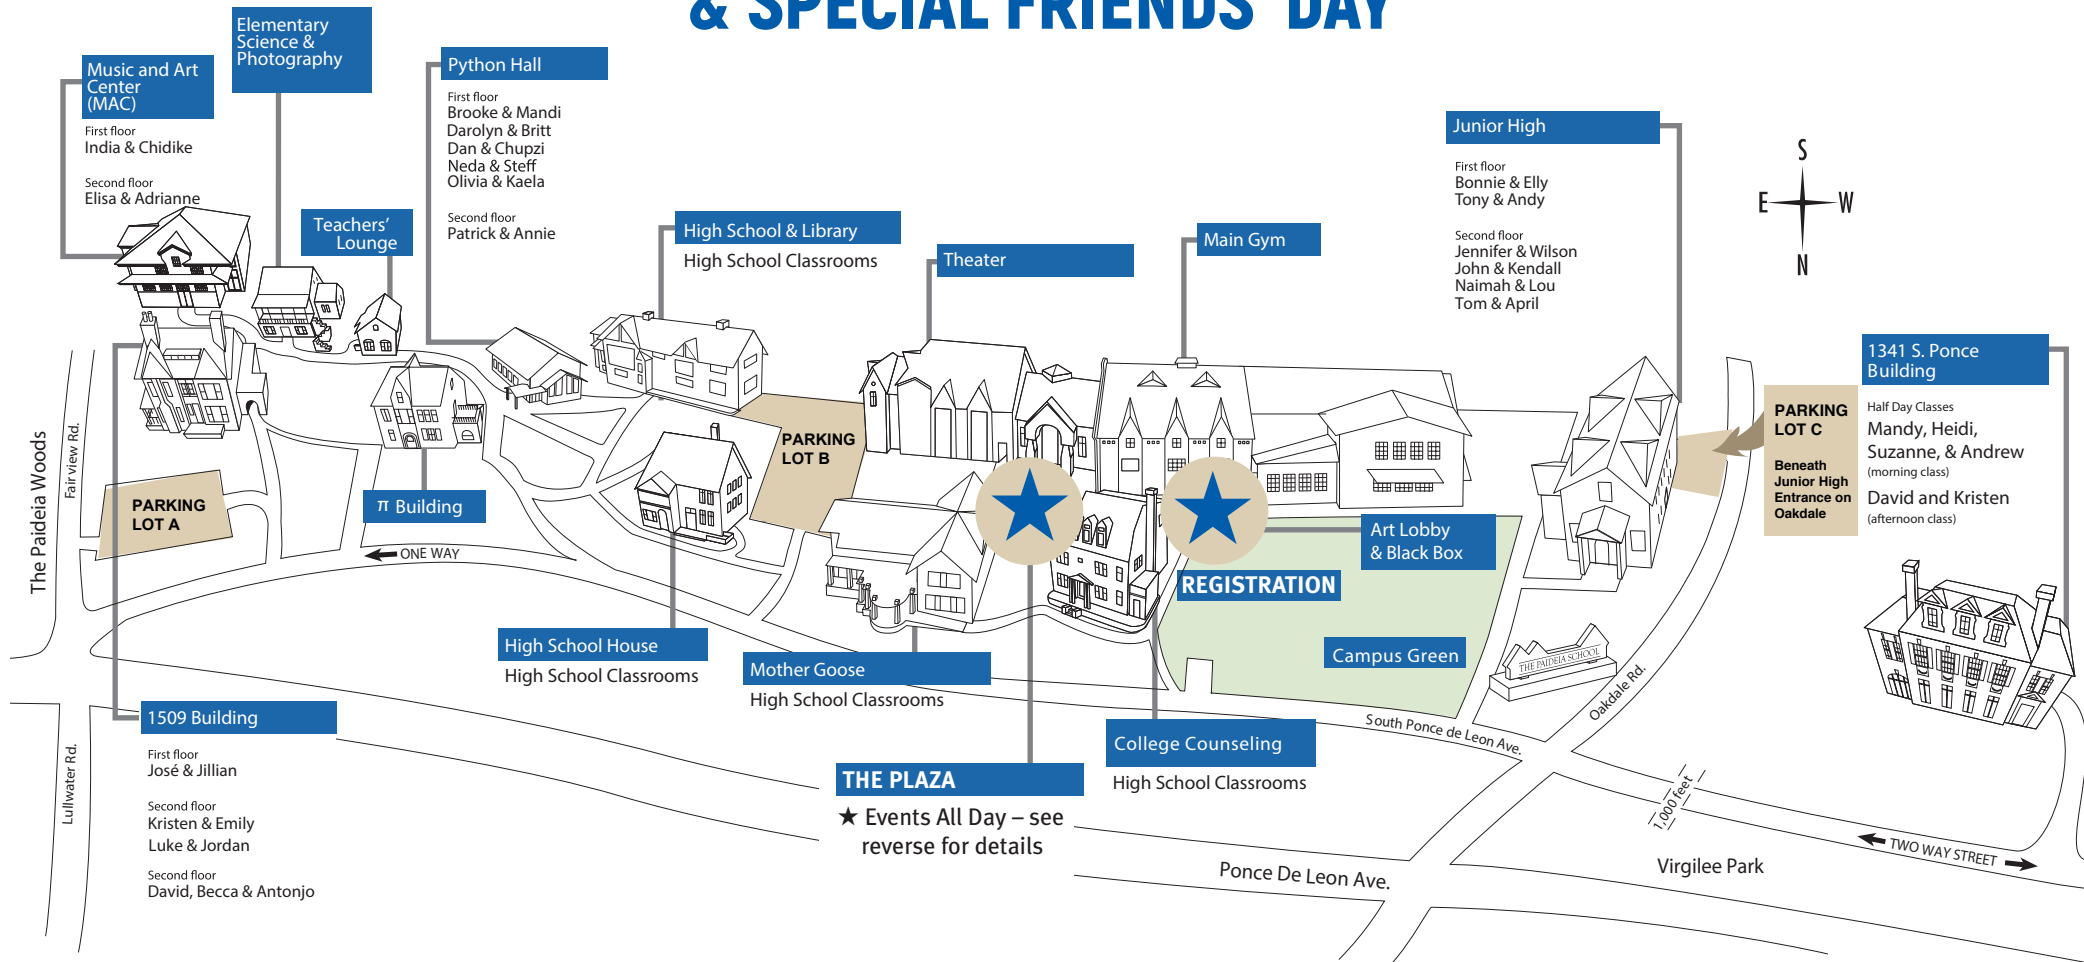 & SPECIAL FRIENDS' DAY
Elementary
Science &
Photography
Music and Art
Center
(MAC)
First floor
India & Chidike
Second floor
Elisa & Adrianne
Python Hall
First floor
Brooke & Mandi
Darolyn & Britt
Dan & Chupzi
Neda & Steff
Olivia & Kaela
Second floor
Patrick & Annie
Teachers'
Lounge
High School & Library
High School Classrooms
Theater
Main Gym
Junior High
First floor
Bonnie & Elly
Tony & Andy
Second floor
Jennifer & Wilson
John & Kendall
Naimah & Lou
Tom & April
S
E
W
N
1341 S. Ponce
Building
Half Day Classes
Mandy, Heidi,
Suzanne, & Andrew
(morning class)
David and Kristen
(afternoon class)
PARKING
LOT C
Beneath
Junior High
Entrance on
Oakdale
The Paideia Woods
Fairview Rd.
PARKING
LOT A
π Building
ONE WAY
PARKING
LOT B
Art Lobby
& Black Box
REGISTRATION
Campus Green
THE PAIDEIA SCHOOL
Oakdale Rd.
High School House
High School Classrooms
Mother Goose
High School Classrooms
1509 Building
First floor
José & Jillian
Second floor
Kristen & Emily
Luke & Jordan
Second floor
David, Becca & Antonjo
Lullwater Rd.
THE PLAZA
★ Events All Day – see
reverse for details
College Counseling
High School Classrooms
South Ponce de Leon Ave.
1,000 feet
TWO WAY STREET
Virgilee Park
Ponce De Leon Ave.